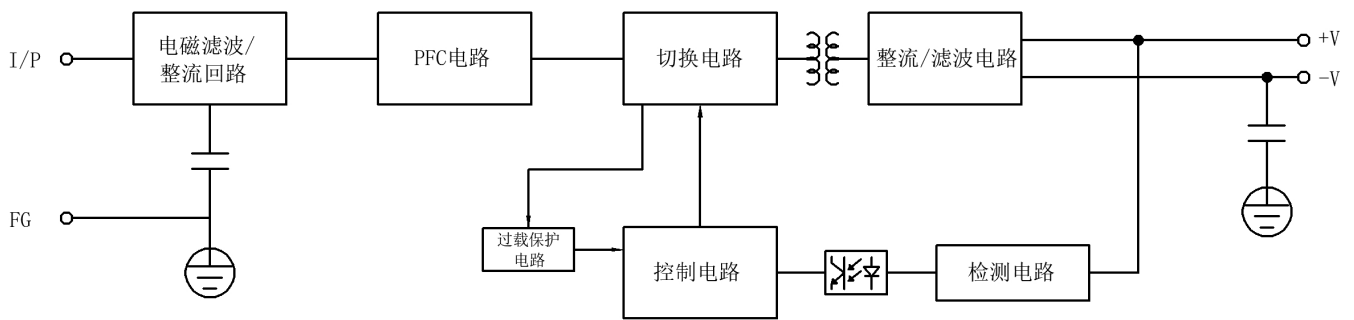 I/P
电磁滤波/
整流回路
PFC电路
切换电路
整流/滤波电路
+V
-V
FG
过载保护
电路
控制电路
检测电路